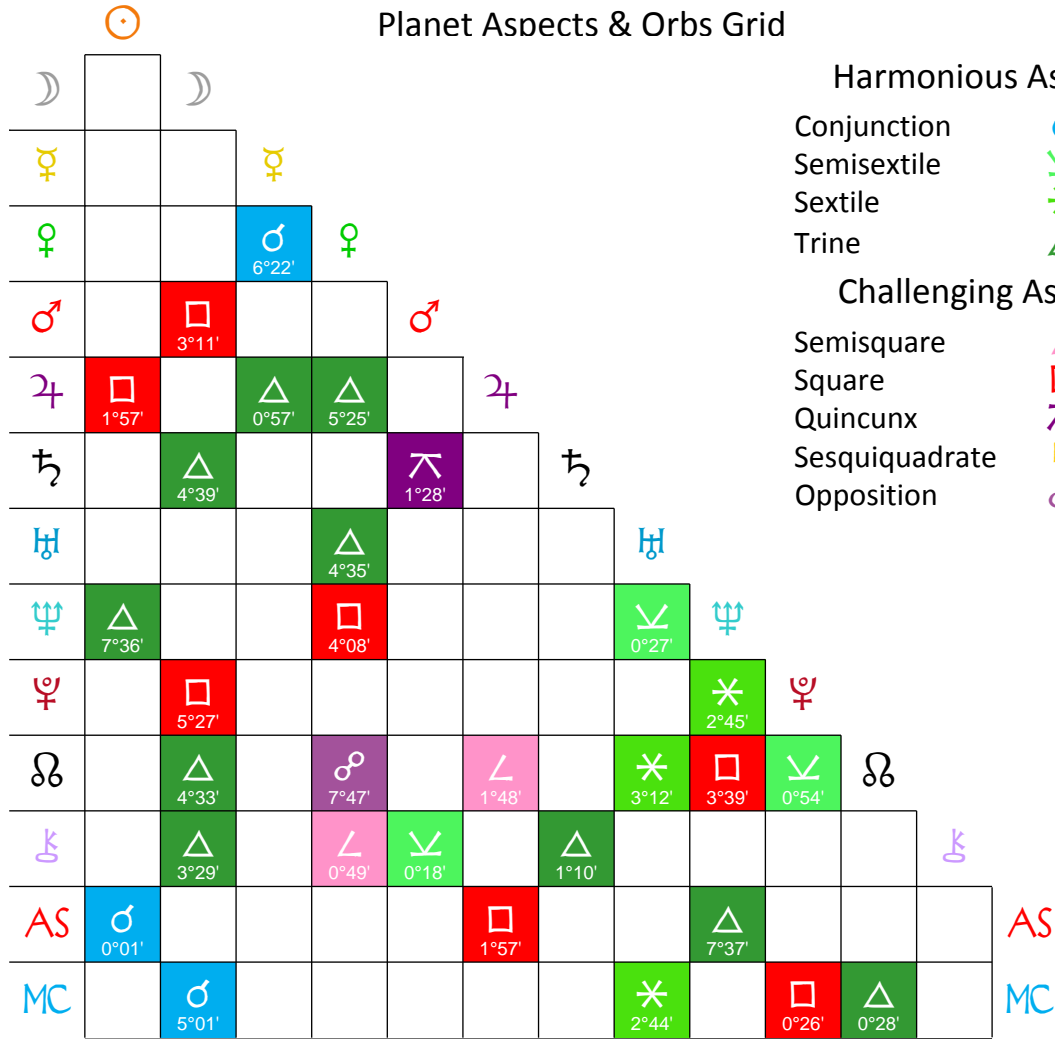 Planet Aspects & Orbs Grid
Harmonious As
Conjunction
Semisextile
Sextile
Trine
Challenging As
Semisquare
Square
Quincunx
Sesquiquadrate
Opposition
☉
☽ ☽
☿ ☿
♀ ☌ ♀
6°22'
♂ □ ♂
3°11'
♃ □ △ △ ♃
1°57' 0°57' 5°25'
♄ △ ⚻ ♄
4°39' 1°28'
♅ △ ♅
4°35'
♆ △ □ ⚺ ♆
7°36' 4°08' 0°27'
♇ □ ⚹ ♇
5°27' 2°45'
☊ △ ☍ ∠ ⚹ □ ⚺ ☊
4°33' 7°47' 1°48' 3°12' 3°39' 0°54'
⚷ △ ∠ ⚺ △ ⚷
3°29' 0°49' 0°18' 1°10'
AS ☌ □ △ AS
0°01' 1°57' 7°37'
MC ☌ ⚹ □ △ MC
5°01' 2°44' 0°26' 0°28'